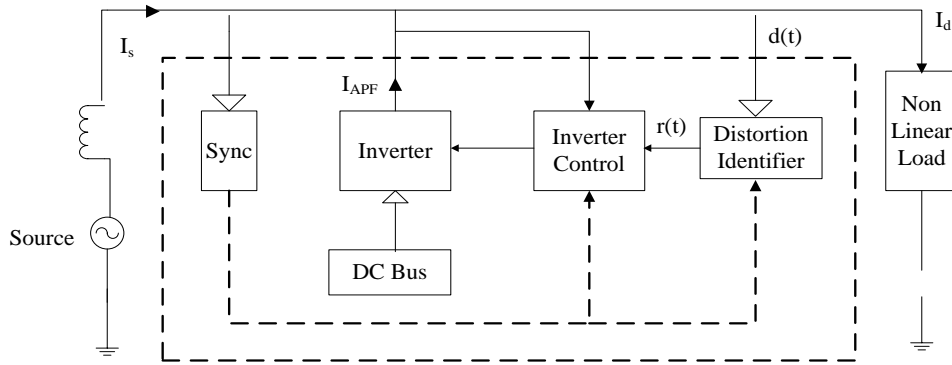 I_s
I_d
d(t)
I_APF
r(t)
Sync
Inverter
Inverter
Control
Distortion
Identifier
Non
Linear
Load
Source
DC Bus